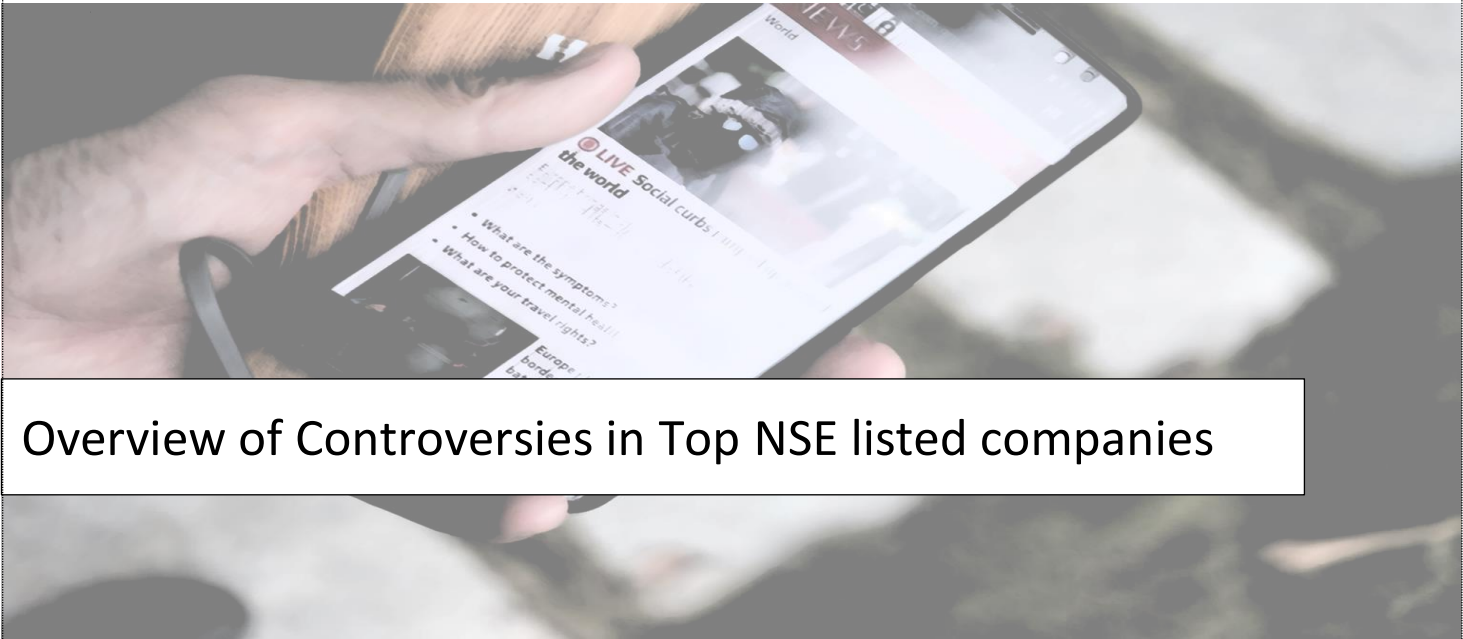 NEWS
World
LIVE Social curbs
the world
• What are the symptoms?
• How to protect mental
• What are your travel rights?
Europe
Overview of Controversies in Top NSE listed companies